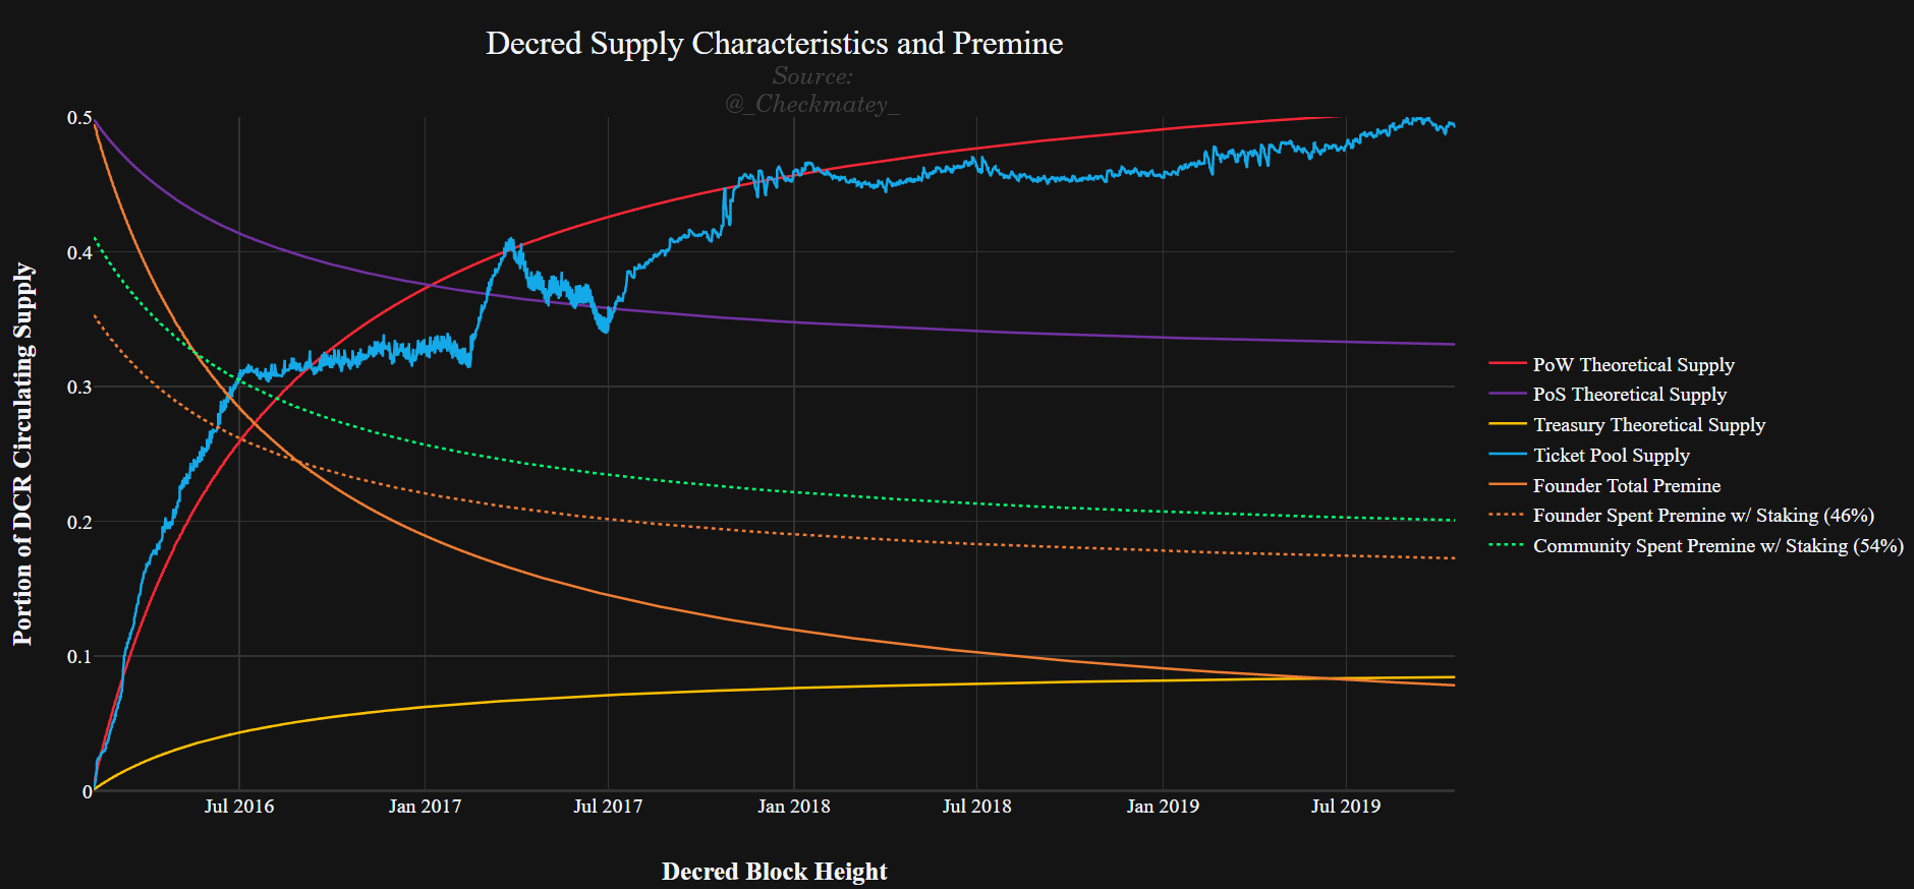 Decred Supply Characteristics and Premine
Source:
@_Checkmatey_
Portion of DCR Circulating Supply
0.5
0.4
0.3
0.2
0.1
0
Jul 2016
Jan 2017
Jul 2017
Jan 2018
Jul 2018
Jan 2019
Jul 2019
Decred Block Height
PoW Theoretical Supply
PoS Theoretical Supply
Treasury Theoretical Supply
Ticket Pool Supply
Founder Total Premine
Founder Spent Premine w/ Staking (46%)
Community Spent Premine w/ Staking (54%)